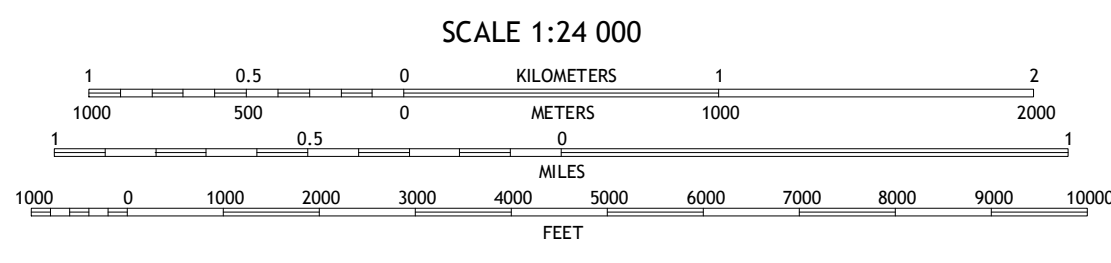 SCALE 1:24 000
1 0.5 0 KILOMETERS 1 2
1000 500 0 METERS 1000 2000
1 0.5 0 1
MILES
1000 0 1000 2000 3000 4000 5000 6000 7000 8000 9000 10000
FEET